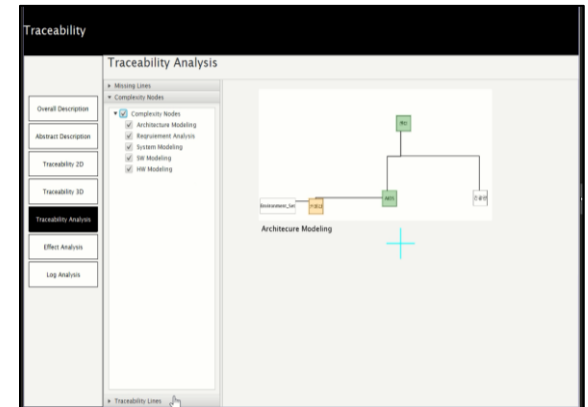 Traceability
Traceability Analysis
Missing Lines
Complexity Nodes
Complexity Nodes
Architecture Modeling
Reqruiement Analysis
System Modeling
SW Modeling
HW Modeling
Traceability Lines
Overall Description
Abstract Description
Traceability 2D
Traceability 3D
Traceability Analysis
Effect Analysis
Log Analysis
Architecure Modeling